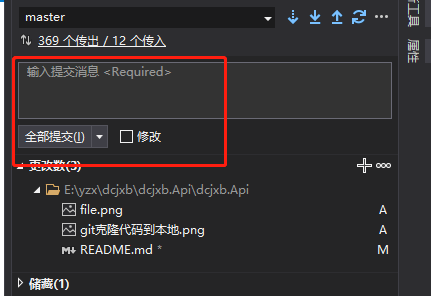 master
369 个传出 / 12 个传入
输入提交消息 <Required>
全部提交(I)
修改
更改数(3)
E:\yzx\dcjxb\dcjxb.Api\dcjxb.Api
file.png A
git克隆代码到本地.png A
README.md * M
储藏(1)
工具
属性